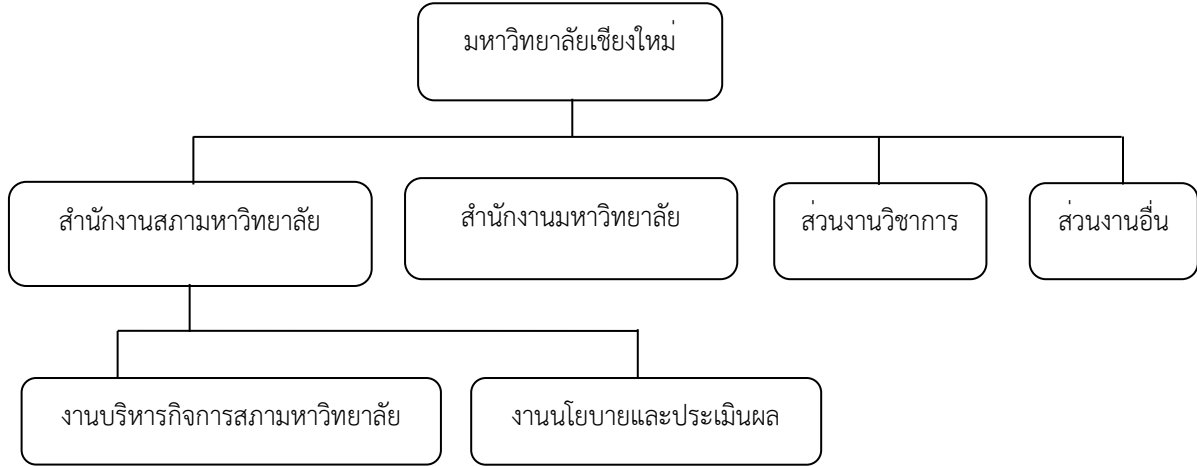 มหาวิทยาลัยเชียงใหม่
สำนักงานสภามหาวิทยาลัย
สำนักงานมหาวิทยาลัย
ส่วนงานวิชาการ
ส่วนงานอื่น
งานบริหารกิจการสภามหาวิทยาลัย
งานนโยบายและประเมินผล